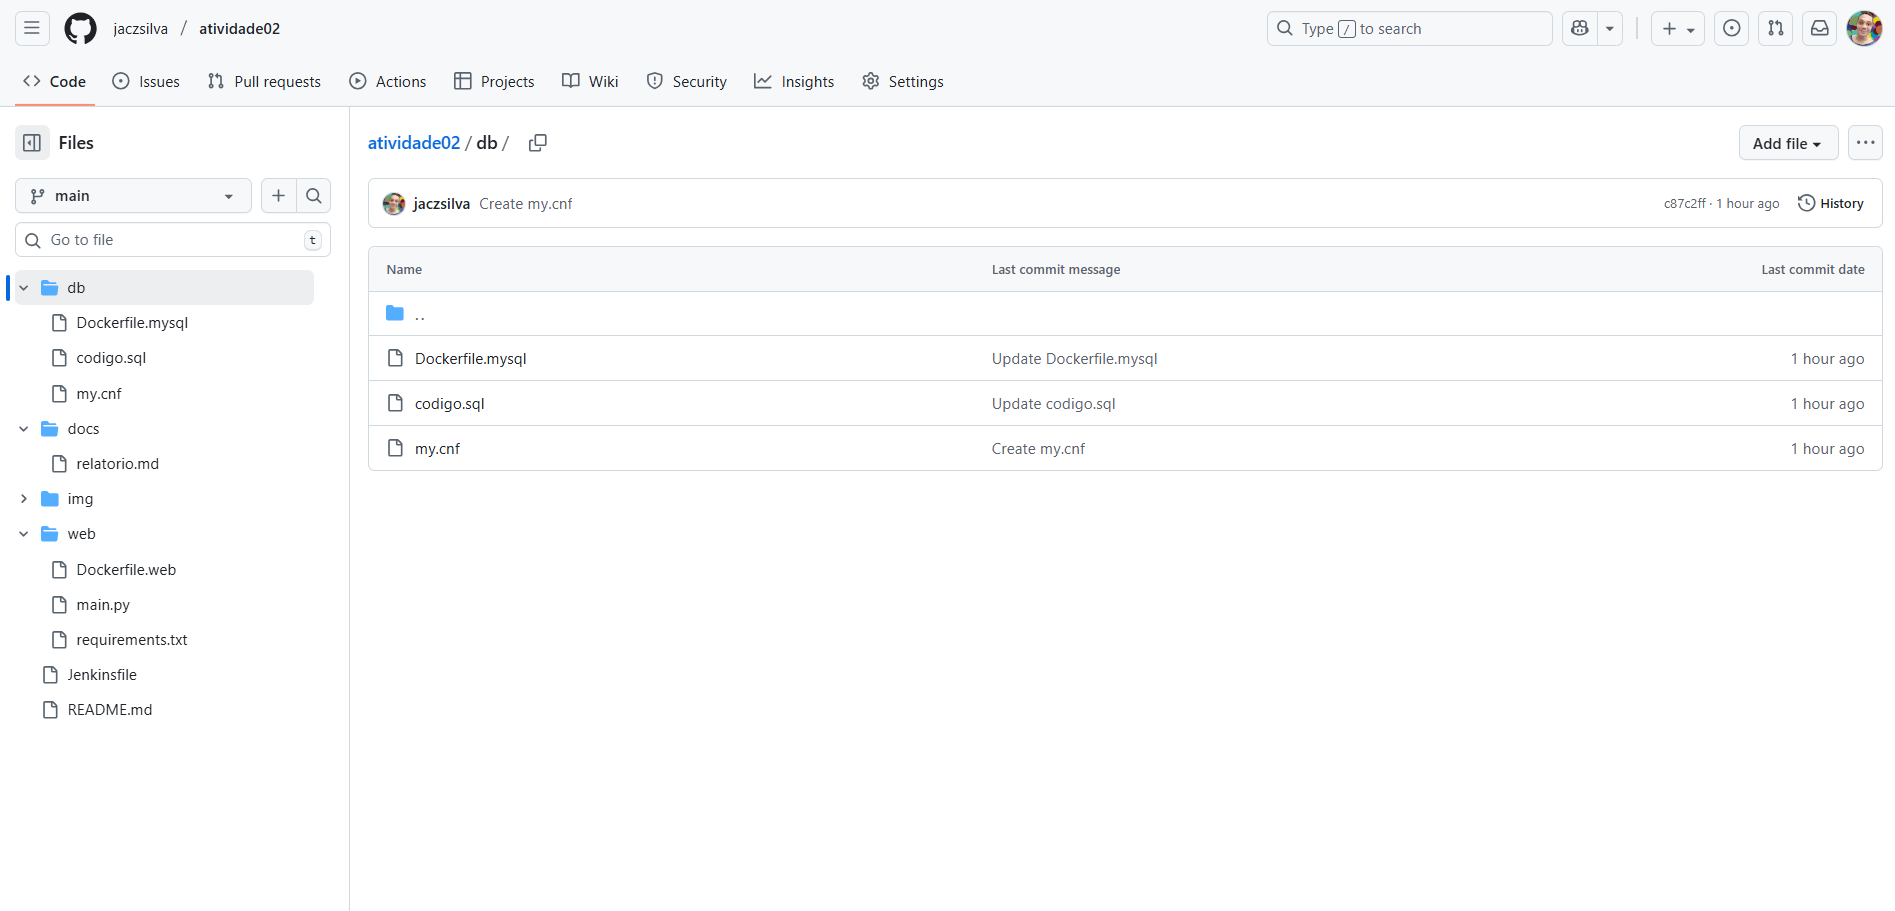 jaczsilva / atividade02
Type / to search
Code Issues Pull requests Actions Projects Wiki Security Insights Settings
Files
main
Go to file t
db
Dockerfile.mysql
codigo.sql
my.cnf
docs
relatorio.md
img
web
Dockerfile.web
main.py
requirements.txt
Jenkinsfile
README.md
atividade02 / db /
Add file
jaczsilva Create my.cnf c87c2ff · 1 hour ago History
Name Last commit message Last commit date
..
Dockerfile.mysql Update Dockerfile.mysql 1 hour ago
codigo.sql Update codigo.sql 1 hour ago
my.cnf Create my.cnf 1 hour ago